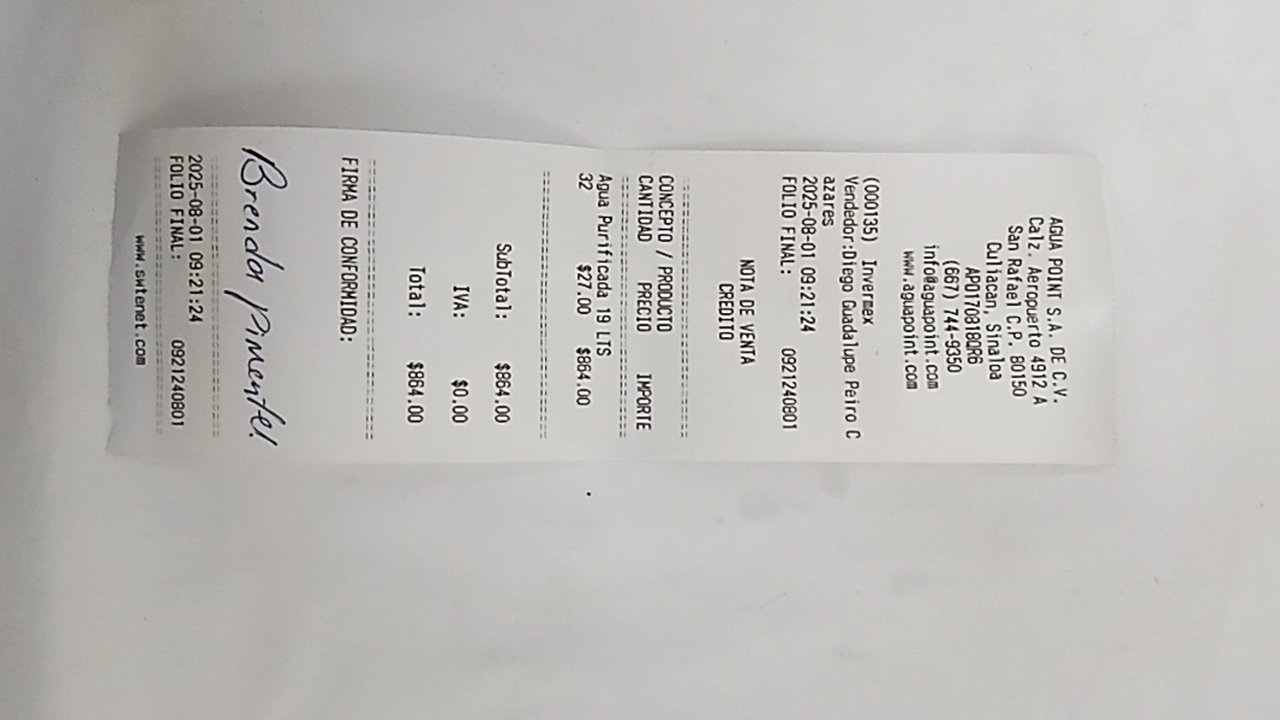 AGUA POINT S.A. DE C.V.
Calz. Aeropuerto 4912 A
San Rafael C.P. 80150
Culiacan, Sinaloa
APO170818QR6
(667) 744-9350
info@aguapoint.com
www.aguapoint.com
(000135) Invermex
Vendedor:Diego Guadalupe Peiro C
azares
2025-08-01 09:21:24
FOLIO FINAL: 0921240801
NOTA DE VENTA
CREDITO
CONCEPTO / PRODUCTO
CANTIDAD PRECIO IMPORTE
Agua Purificada 19 LTS
32 $27.00 $864.00
SubTotal: $864.00
IVA: $0.00
Total: $864.00
FIRMA DE CONFORMIDAD:
Brenda Pimentel
2025-08-01 09:21:24
FOLIO FINAL: 0921240801
www.swtenet.com